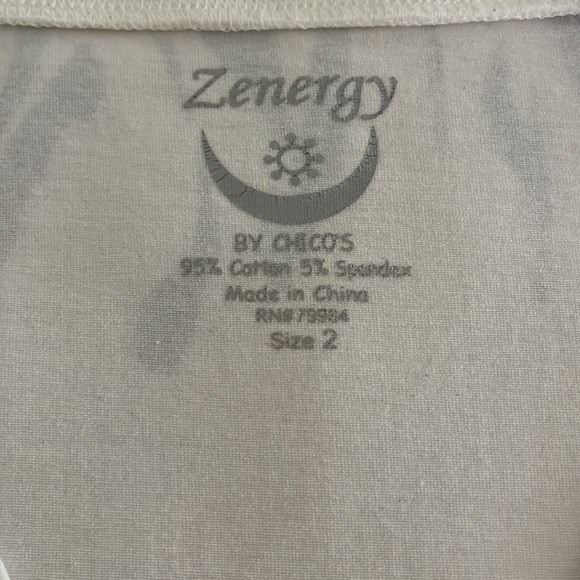 Zenergy
BY CHICO'S
95% Cotton 5% Spandex
Made in China
RN# 79984
Size 2